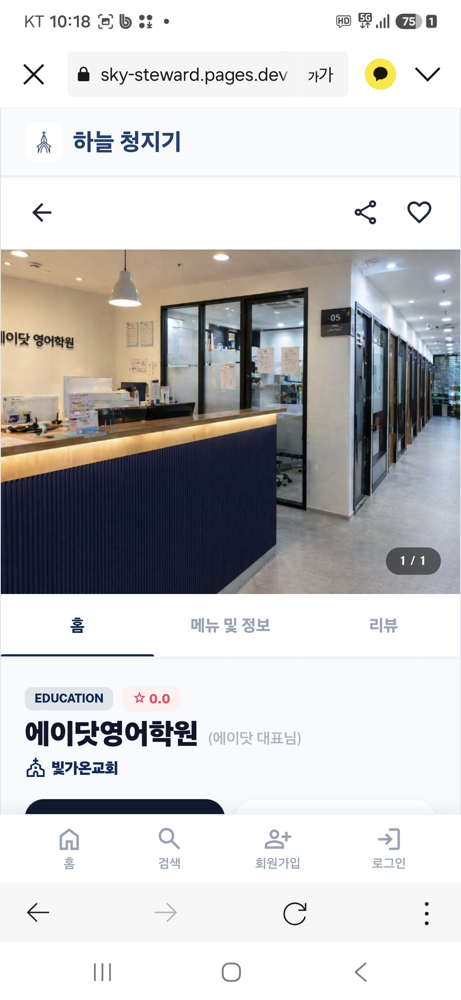 KT 10:18
HD 5G 75 1
sky-steward.pages.dev 가가
하늘 청지기
이닷 영어학원
05
1 / 1
홈 메뉴 및 정보 리뷰
EDUCATION 0.0
에이닷영어학원 (에이닷 대표님)
빛가온교회
홈 검색 회원가입 로그인